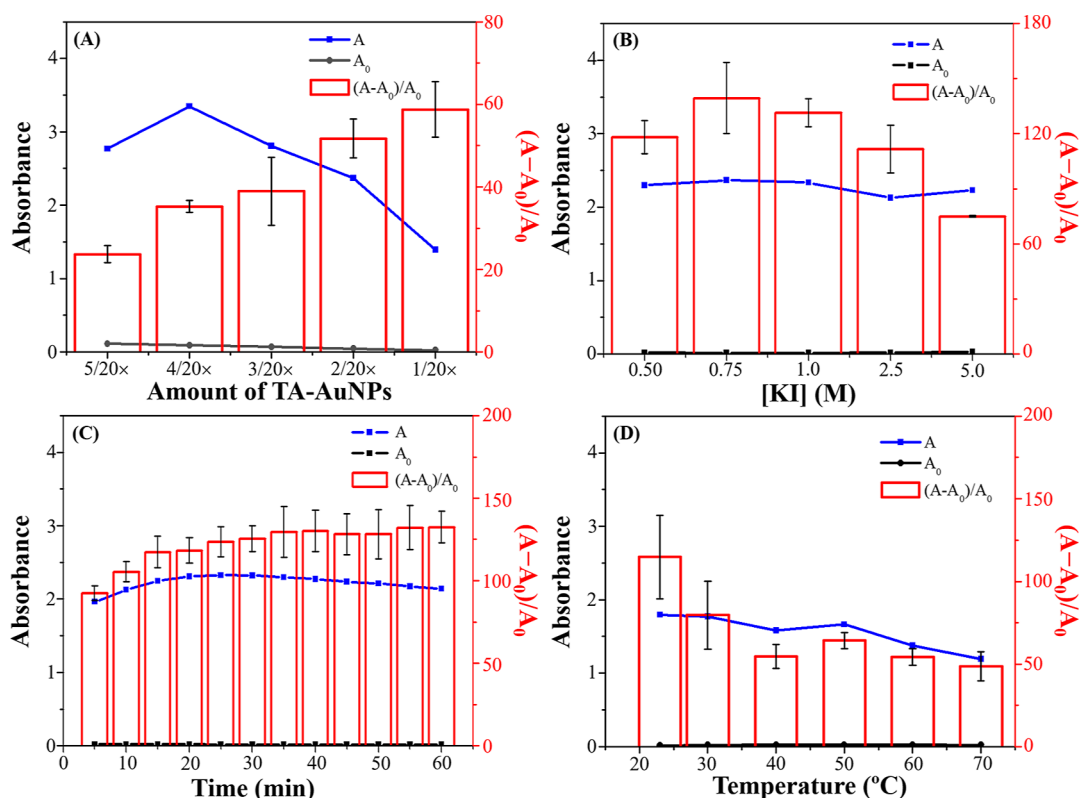 (A)
A
A₀
(A-A₀)/A₀
Absorbance
0
1
2
3
4
0
20
40
60
80
(A−A₀)/A₀
5/20× 4/20× 3/20× 2/20× 1/20×
Amount of TA-AuNPs
(B)
A
A₀
(A-A₀)/A₀
Absorbance
0
1
2
3
4
0
60
120
180
(A−A₀)/A₀
0.50 0.75 1.0 2.5 5.0
[KI] (M)
(C)
A
A₀
(A-A₀)/A₀
Absorbance
0
1
2
3
4
0
50
100
150
200
(A−A₀)/A₀
0 10 20 30 40 50 60
Time (min)
(D)
A
A₀
(A-A₀)/A₀
Absorbance
0
1
2
3
4
0
50
100
150
200
(A−A₀)/A₀
20 30 40 50 60 70
Temperature (ºC)